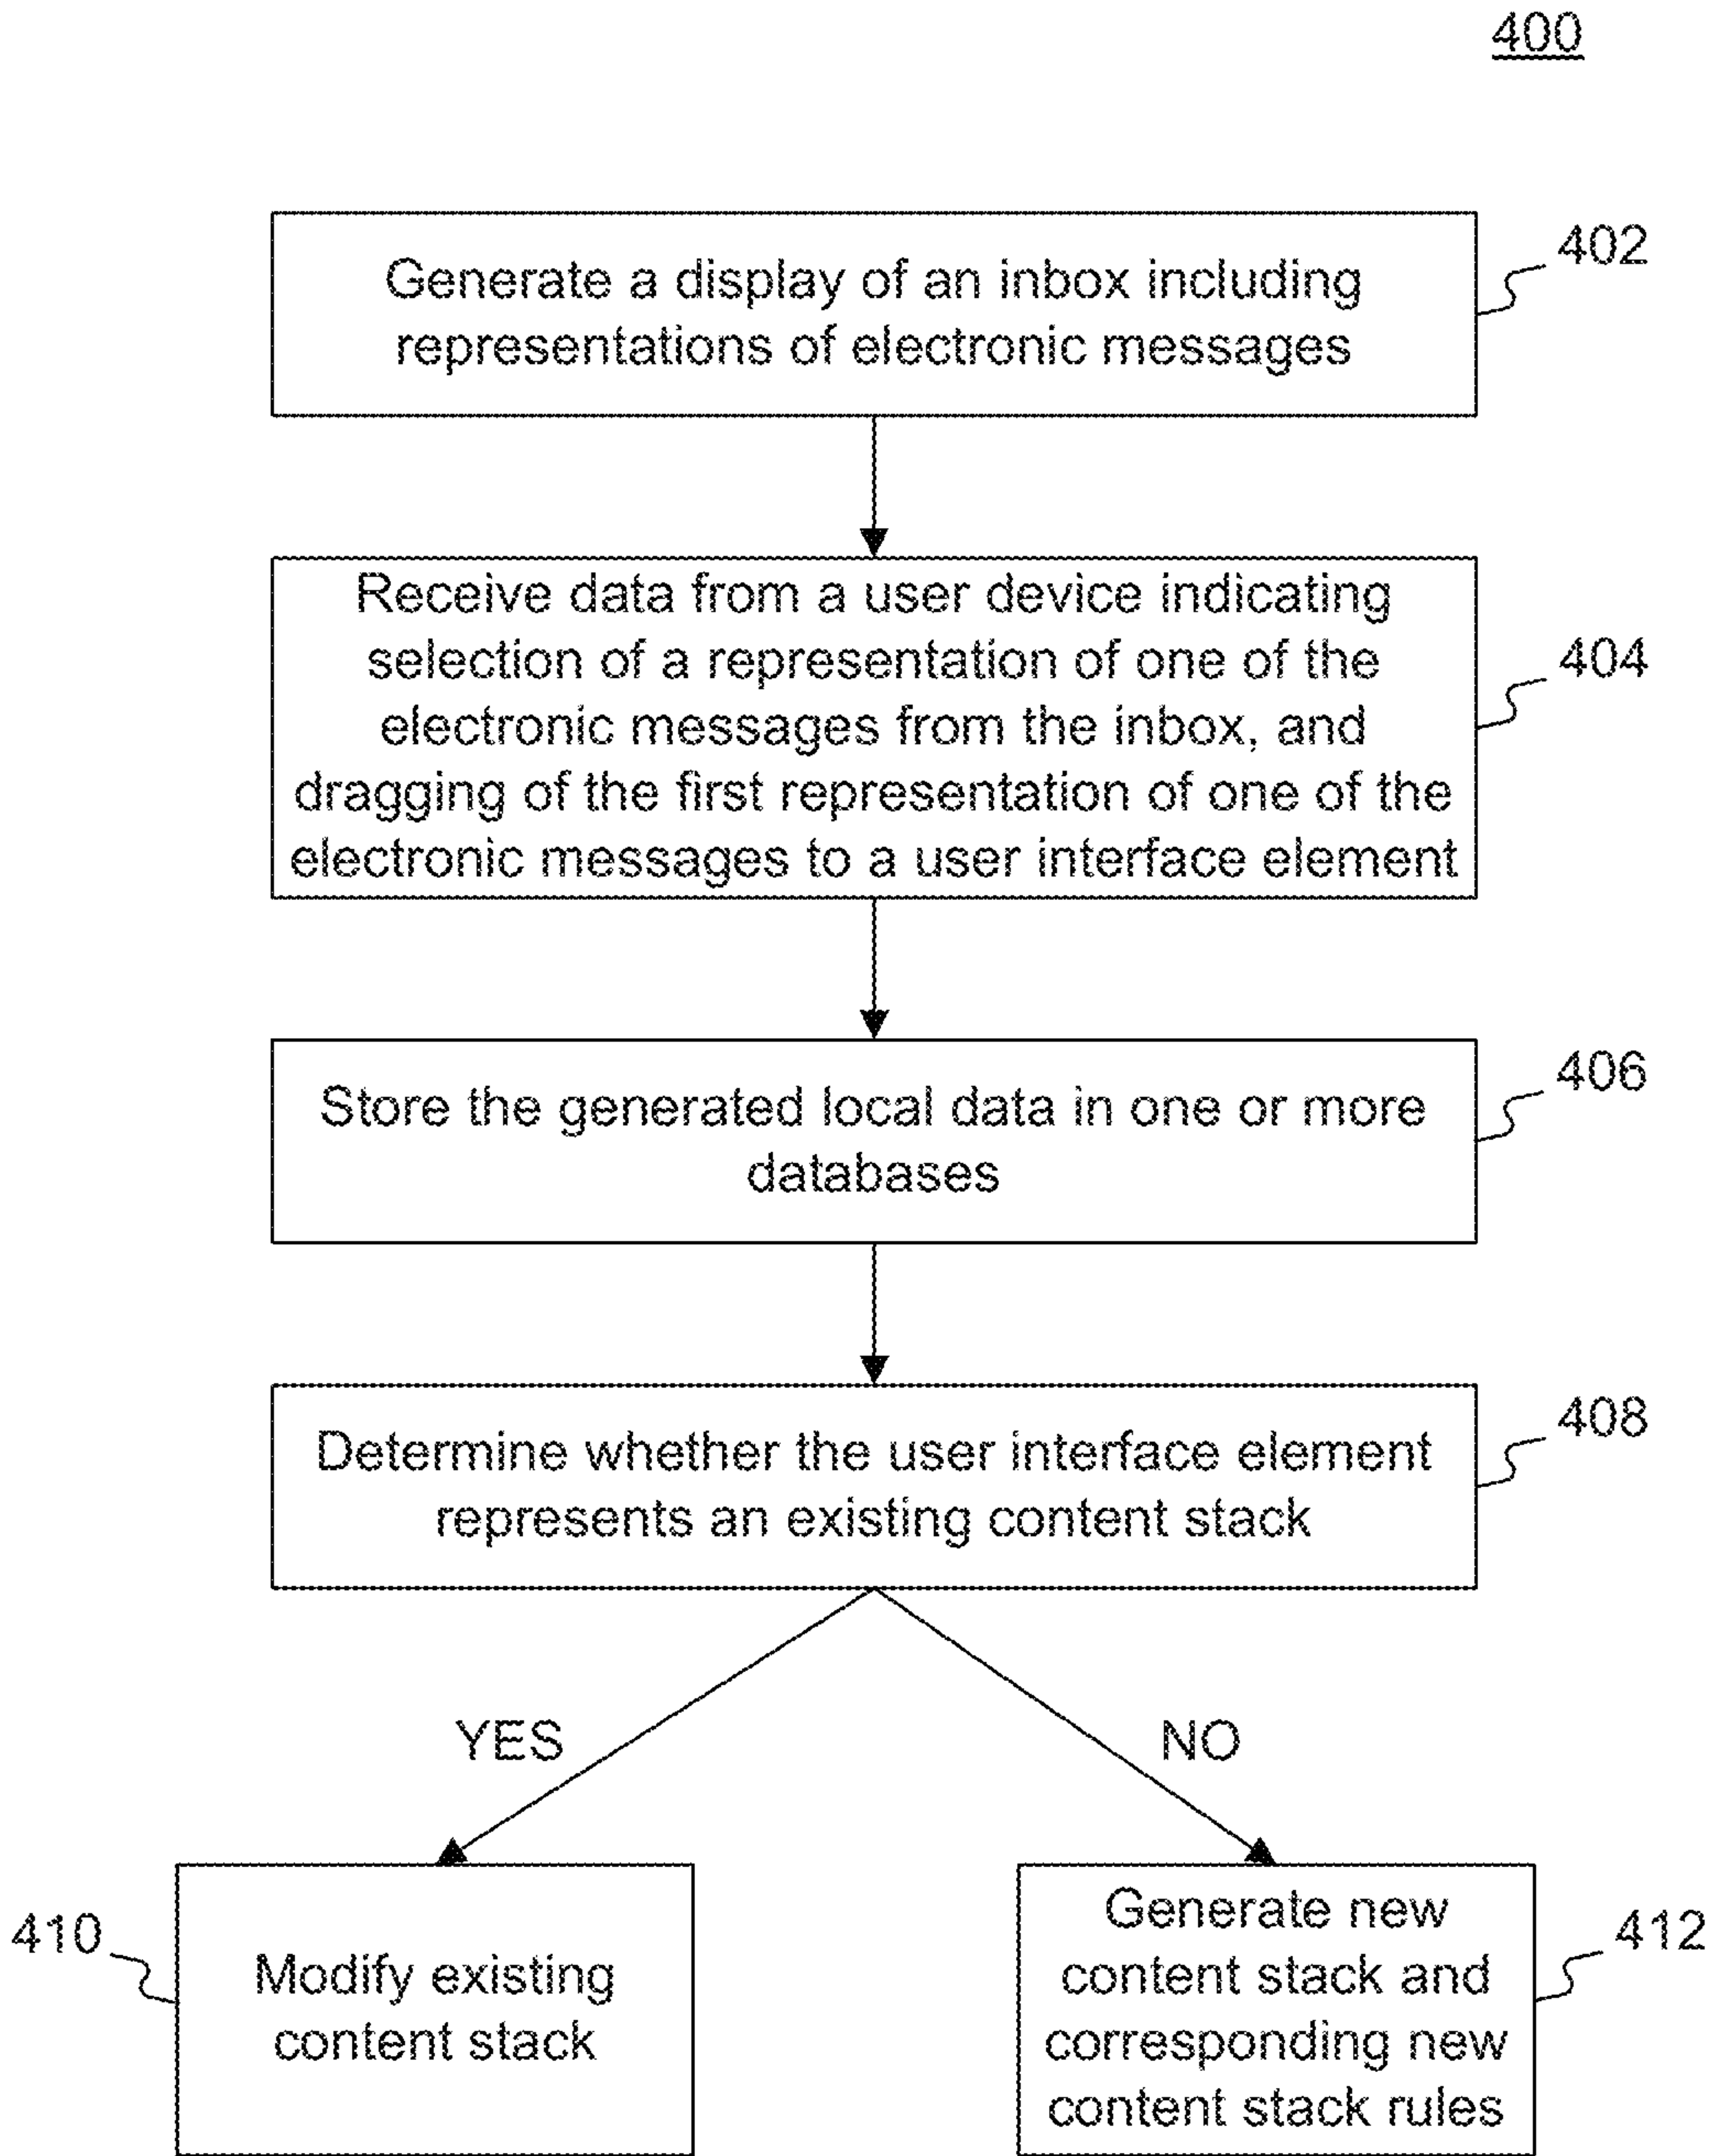 400
Generate a display of an inbox including
representations of electronic messages
402
Receive data from a user device indicating
selection of a representation of one of the
electronic messages from the inbox, and
dragging of the first representation of one of the
electronic messages to a user interface element
404
Store the generated local data in one or more
databases
406
Determine whether the user interface element
represents an existing content stack
408
YES
NO
410
Modify existing
content stack
Generate new
content stack and
corresponding new
content stack rules
412